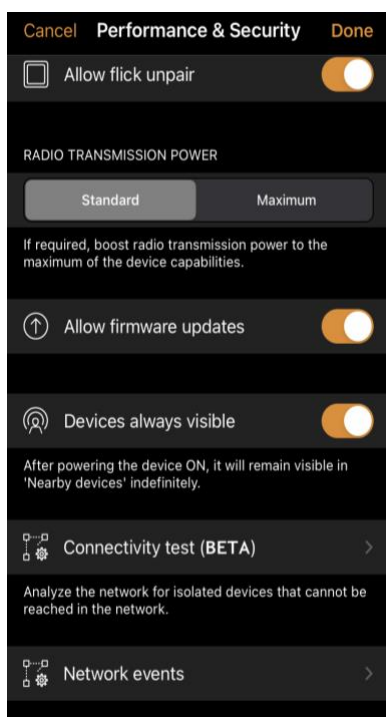 Cancel Performance & Security Done
Allow flick unpair
RADIO TRANSMISSION POWER
Standard Maximum
If required, boost radio transmission power to the
maximum of the device capabilities.
Allow firmware updates
Devices always visible
After powering the device ON, it will remain visible in
'Nearby devices' indefinitely.
Connectivity test (BETA)
Analyze the network for isolated devices that cannot be
reached in the network.
Network events